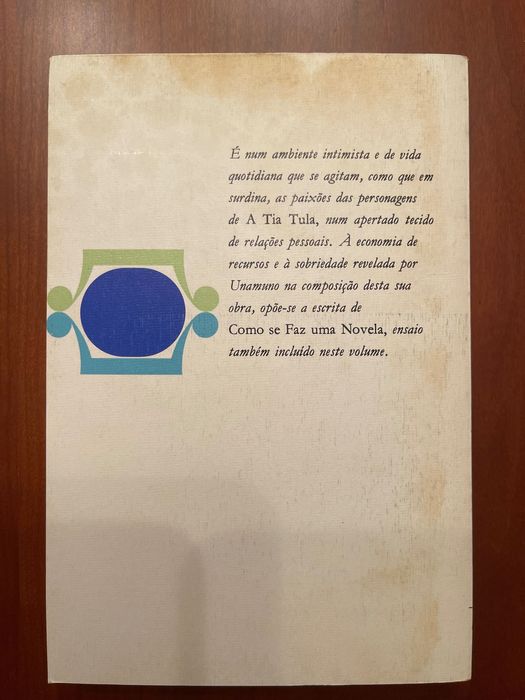 É num ambiente intimista e de vida
quotidiana que se agitam, como que em
surdina, as paixões das personagens
de A Tia Tula, num apertado tecido
de relações pessoais. À economia de
recursos e à sobriedade revelada por
Unamuno na composição desta sua
obra, opõe-se a escrita de
Como se Faz uma Novela, ensaio
também incluído neste volume.